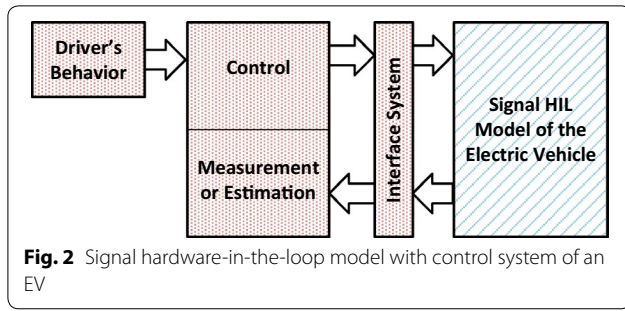 Driver's
Behavior
Control
Measurement
or Estimation
Interface System
Signal HIL
Model of the
Electric Vehicle
Fig. 2 Signal hardware-in-the-loop model with control system of an
EV